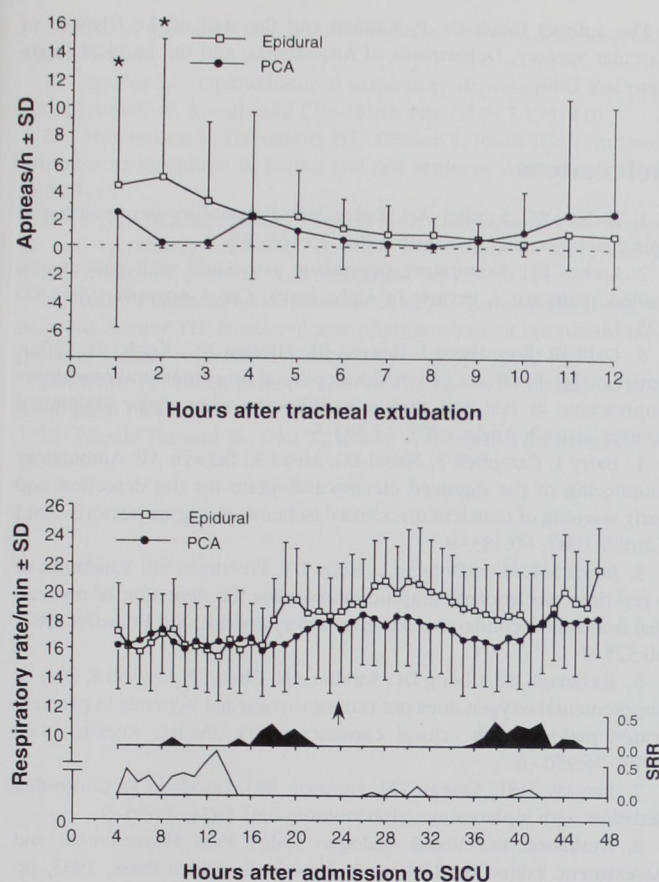 16
14
12
10
8
6
4
2
0
-2
-4
-6
-8
Apneas/h ± SD
*
*
Epidural
PCA
0 1 2 3 4 5 6 7 8 9 10 11 12
Hours after tracheal extubation
26
24
22
20
18
16
14
12
10
0
Respiratory rate/min ± SD
Epidural
PCA
0.5
0.0
0.5
0.0
SRR
0 4 8 12 16 20 24 28 32 36 40 44 48
Hours after admission to SICU